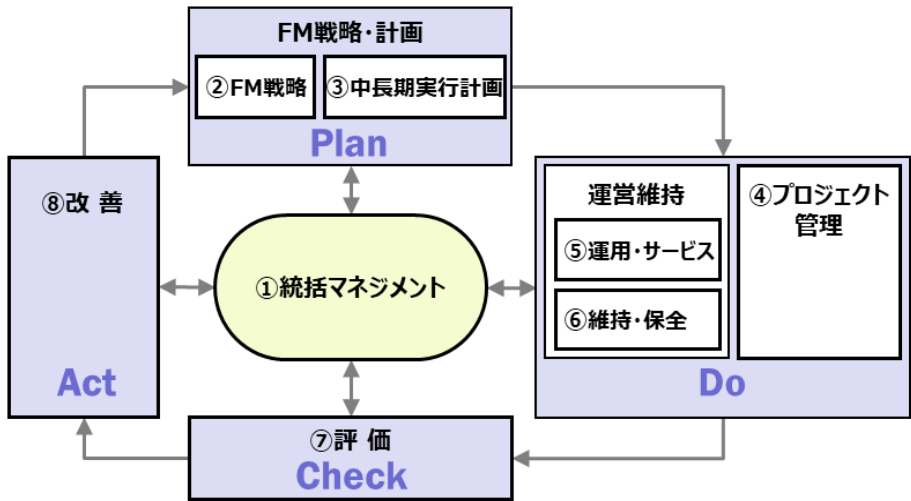 FM戦略・計画
②FM戦略
③中長期実行計画
Plan
⑧改 善
Act
①統括マネジメント
運営維持
⑤運用・サービス
⑥維持・保全
④プロジェクト
管理
Do
⑦評 価
Check